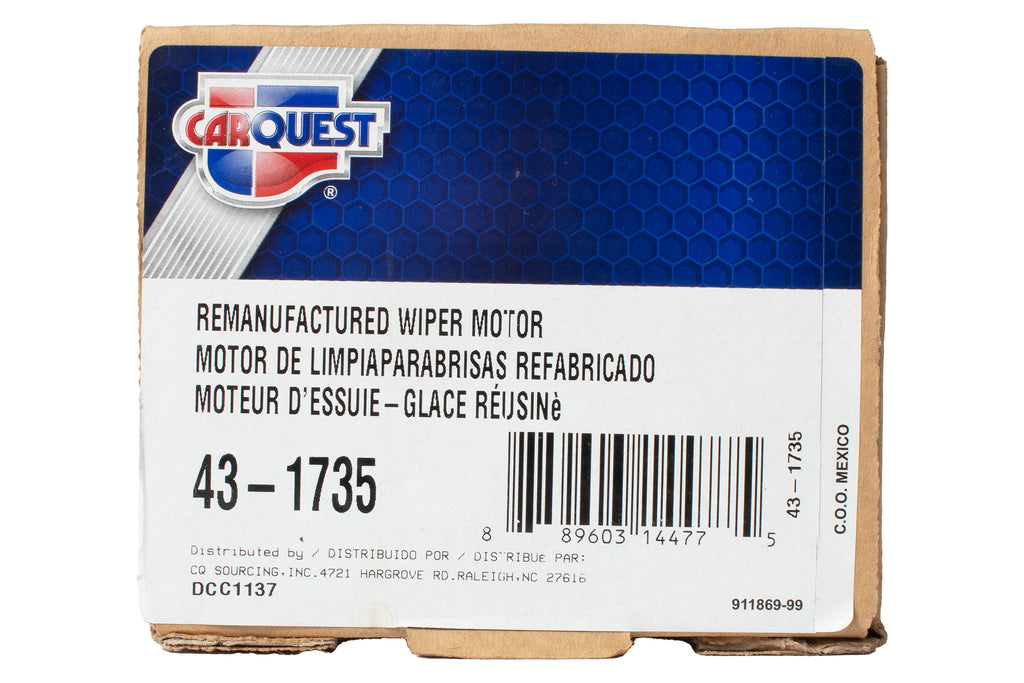 CARQUEST
®
REMANUFACTURED WIPER MOTOR
MOTOR DE LIMPIAPARABRISAS REFABRICADO
MOTEUR D'ESSUIE-GLACE RÉUSINè
43-1735
8 89603 14477 5
43-1735
C.O.O. MEXICO
Distributed by / DISTRIBUIDO POR / DISTRIBUE PAR:
CQ SOURCING,INC.4721 HARGROVE RD.RALEIGH,NC 27616
DCC1137
911869-99